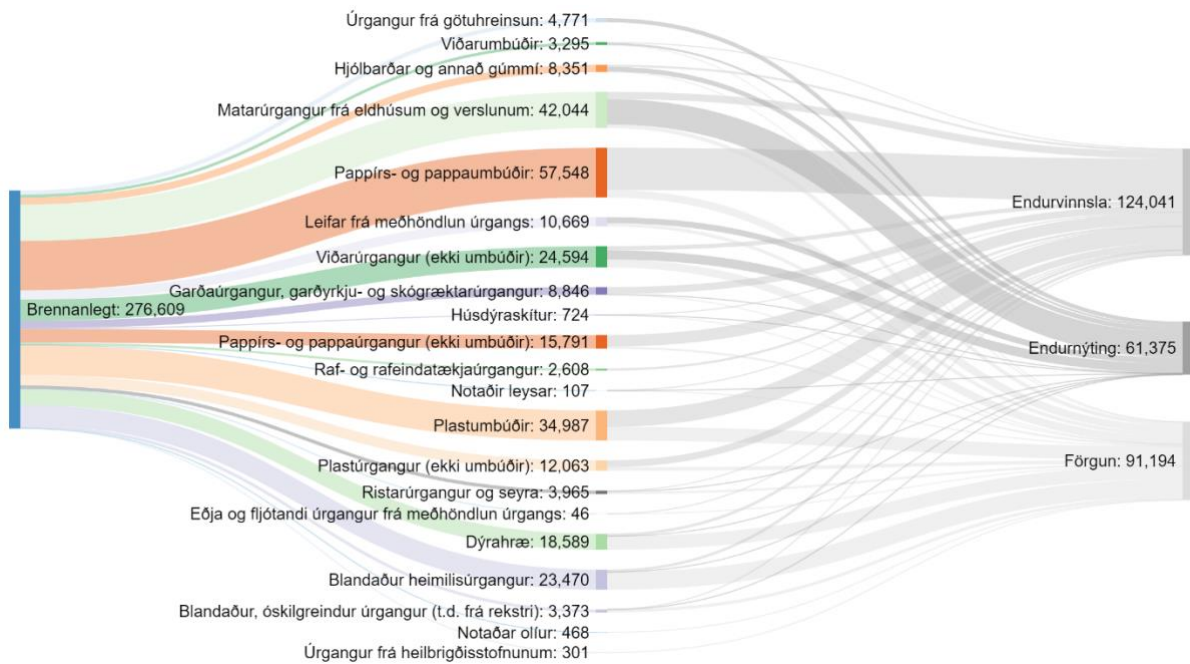 Brennanlegt: 276,609
Úrgangur frá götuhreinsun: 4,771
Viðarumbúðir: 3,295
Hjólbarðar og annað gúmmí: 8,351
Matarúrgangur frá eldhúsum og verslunum: 42,044
Pappírs- og pappaumbúðir: 57,548
Leifar frá meðhöndlun úrgangs: 10,669
Viðarúrgangur (ekki umbúðir): 24,594
Garðaúrgangur, garðyrkju- og skógræktarúrgangur: 8,846
Húsdýraskítur: 724
Pappírs- og pappaúrgangur (ekki umbúðir): 15,791
Raf- og rafeindatækjaúrgangur: 2,608
Notaðir leysar: 107
Plastumbúðir: 34,987
Plastúrgangur (ekki umbúðir): 12,063
Ristarúrgangur og seyra: 3,965
Eðja og fljótandi úrgangur frá meðhöndlun úrgangs: 46
Dýrahræ: 18,589
Blandaður heimilisúrgangur: 23,470
Blandaður, óskilgreindur úrgangur (t.d. frá rekstri): 3,373
Notaðar olíur: 468
Úrgangur frá heilbrigðisstofnunum: 301
Endurvinnsla: 124,041
Endurnýting: 61,375
Förgun: 91,194